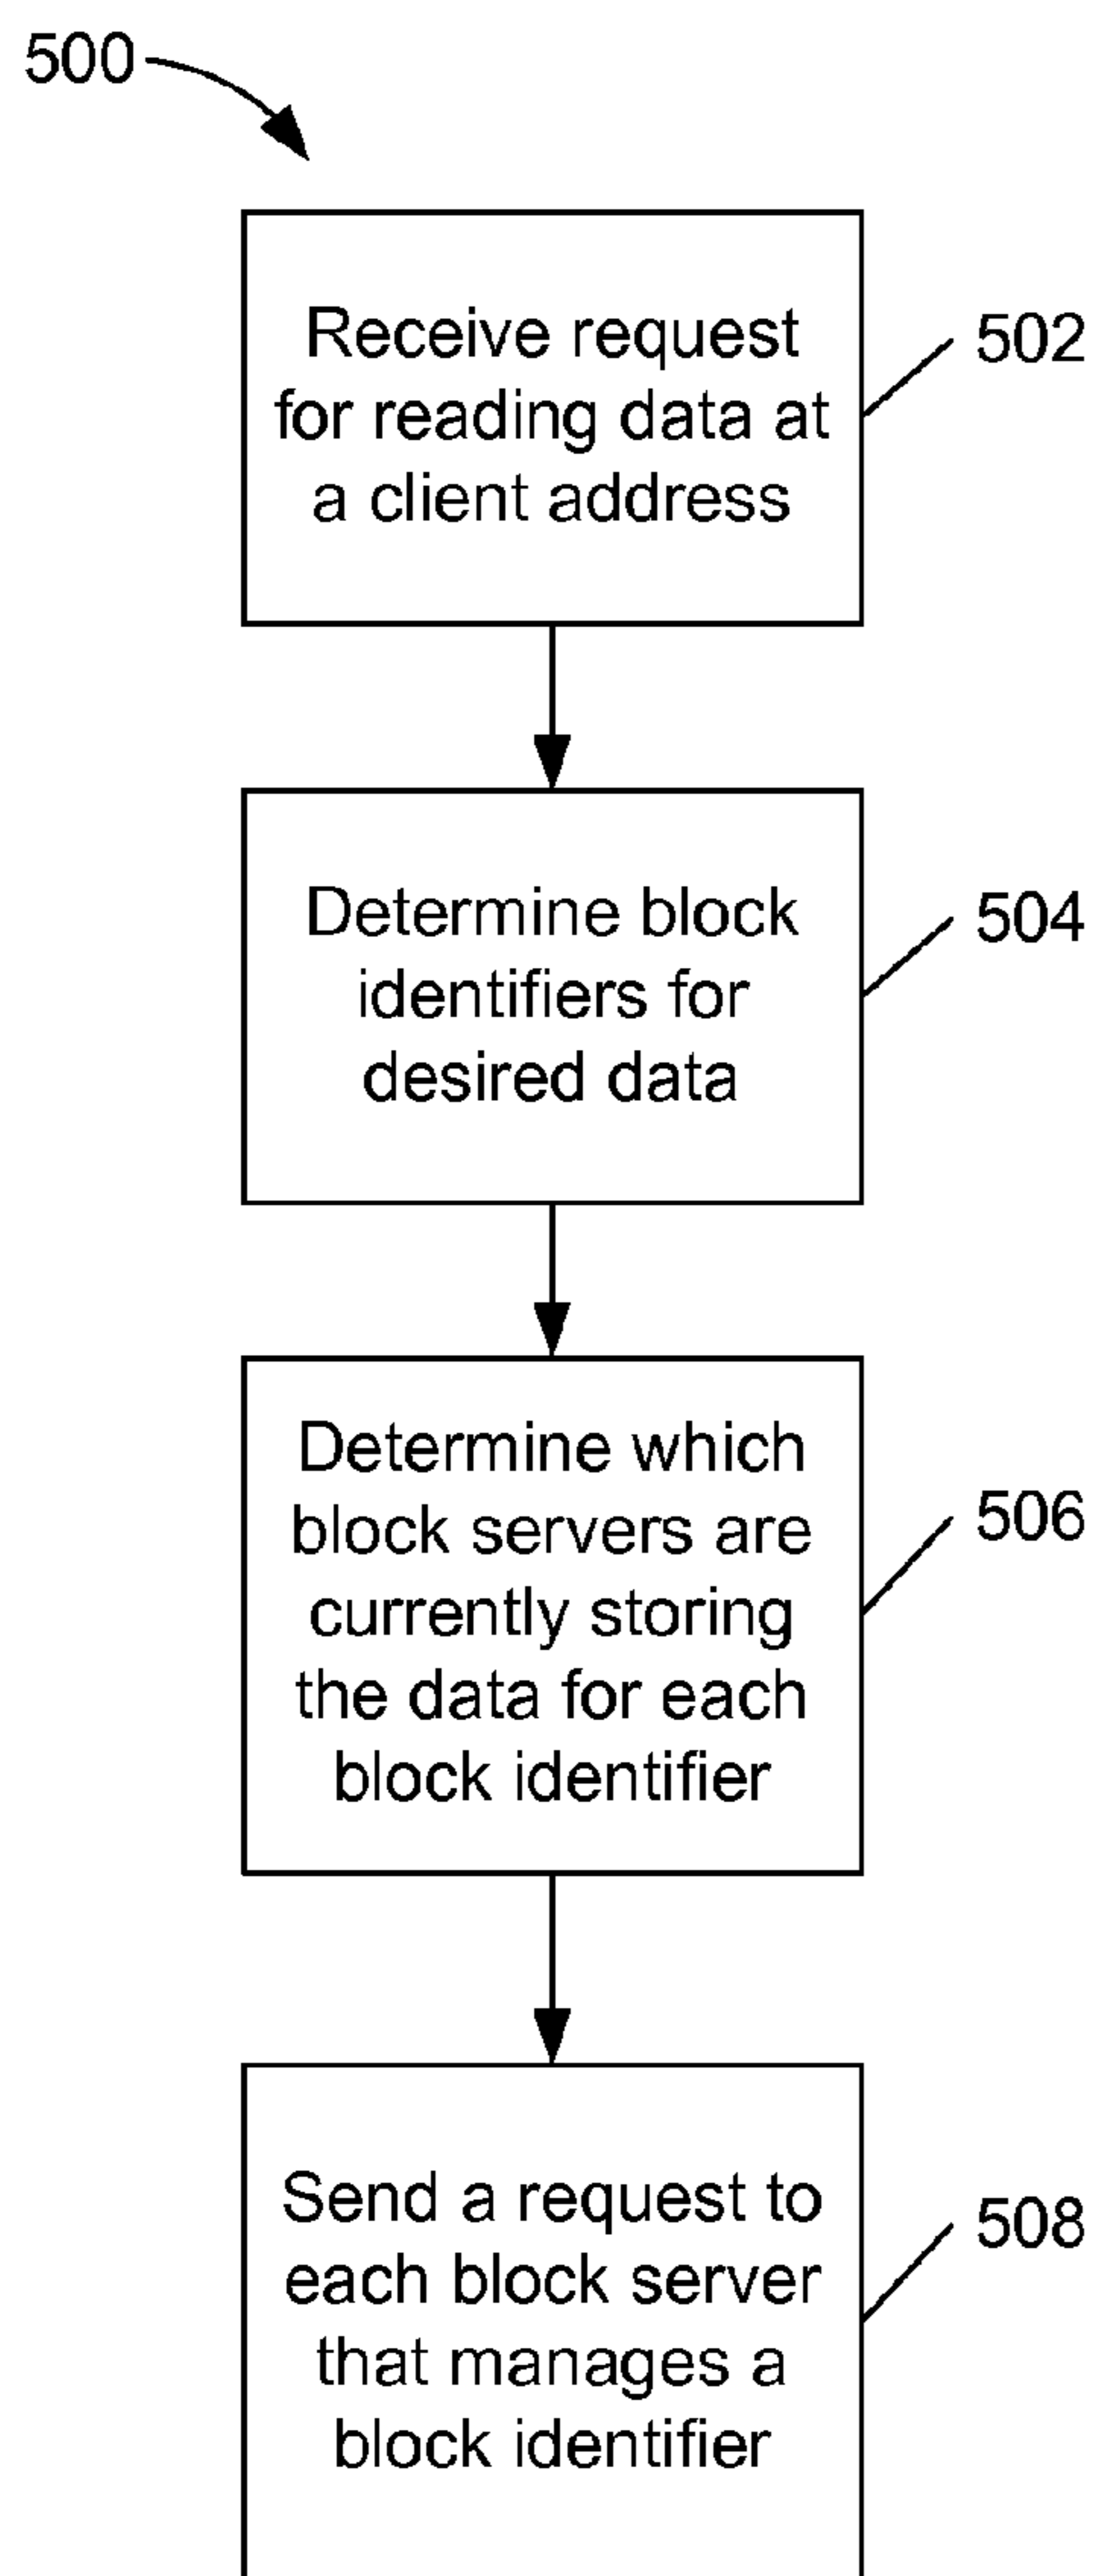 500
Receive request
for reading data at
a client address
502
Determine block
identifiers for
desired data
504
Determine which
block servers are
currently storing
the data for each
block identifier
506
Send a request to
each block server
that manages a
block identifier
508